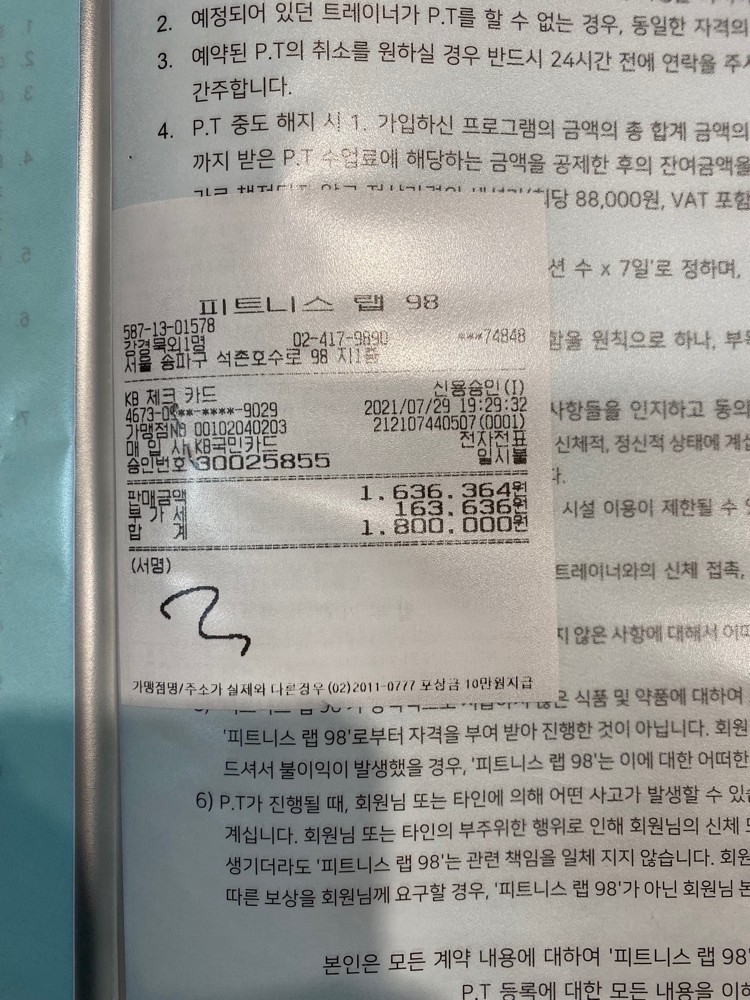 2. 예정되어 있던 트레이너가 P.T를 할 수 없는 경우, 동일한 자격의
3. 예약된 P.T의 취소를 원하실 경우 반드시 24시간 전에 연락을 주시
간주합니다.
4. P.T 중도 해지 시 1. 가입하신 프로그램의 금액의 총 합계 금액의
까지 받은 P.T 수업료에 해당하는 금액을 공제한 후의 잔여금액을
당 88,000원, VAT 포함
션 수 x 7일'로 정하며,
피트니스 랩 98
587-13-01578
강경묵외1명 02-417-9890 ***74848
서울 송파구 석촌호수로 98 지1층
함을 원칙으로 하나, 부득
KB 체크 카드 신용승인(I)
4673-0***-****-9029 2021/07/29 19:29:32
가맹점No 00102040203 212107440507(0001)
매 입 사 KB국민카드 전자전표
승인번호 30025855 일시불
사항들을 인지하고 동의
신체적, 정신적 상태에
다.
판매금액 1,636,364원
부 가 세 163,636원
합 계 1,800,000원
시설 이용이 제한될 수
(서명)
트레이너와의 신체 접촉,
지 않은 사항에 대해서
가맹점명/주소가 실제와 다른경우 (02)2011-0777 포상금 10만원지급
않은 식품 및 약품에 대하여
'피트니스 랩 98'로부터 자격을 부여 받아 진행한 것이 아닙니다. 회원
드셔서 불이익이 발생했을 경우, '피트니스 랩 98'는 이에 대한 어떠한
6) P.T가 진행될 때, 회원님 또는 타인에 의해 어떤 사고가 발생할 수
계십니다. 회원님 또는 타인의 부주위한 행위로 인해 회원님의 신체
생기더라도 '피트니스 랩 98'는 관련 책임을 일체 지지 않습니다. 회원
따른 보상을 회원님께 요구할 경우, '피트니스 랩 98'가 아닌 회원님 본
본인은 모든 계약 내용에 대하여 '피트니스 랩 98'
P.T 등록에 대한 모든 내용을 이해